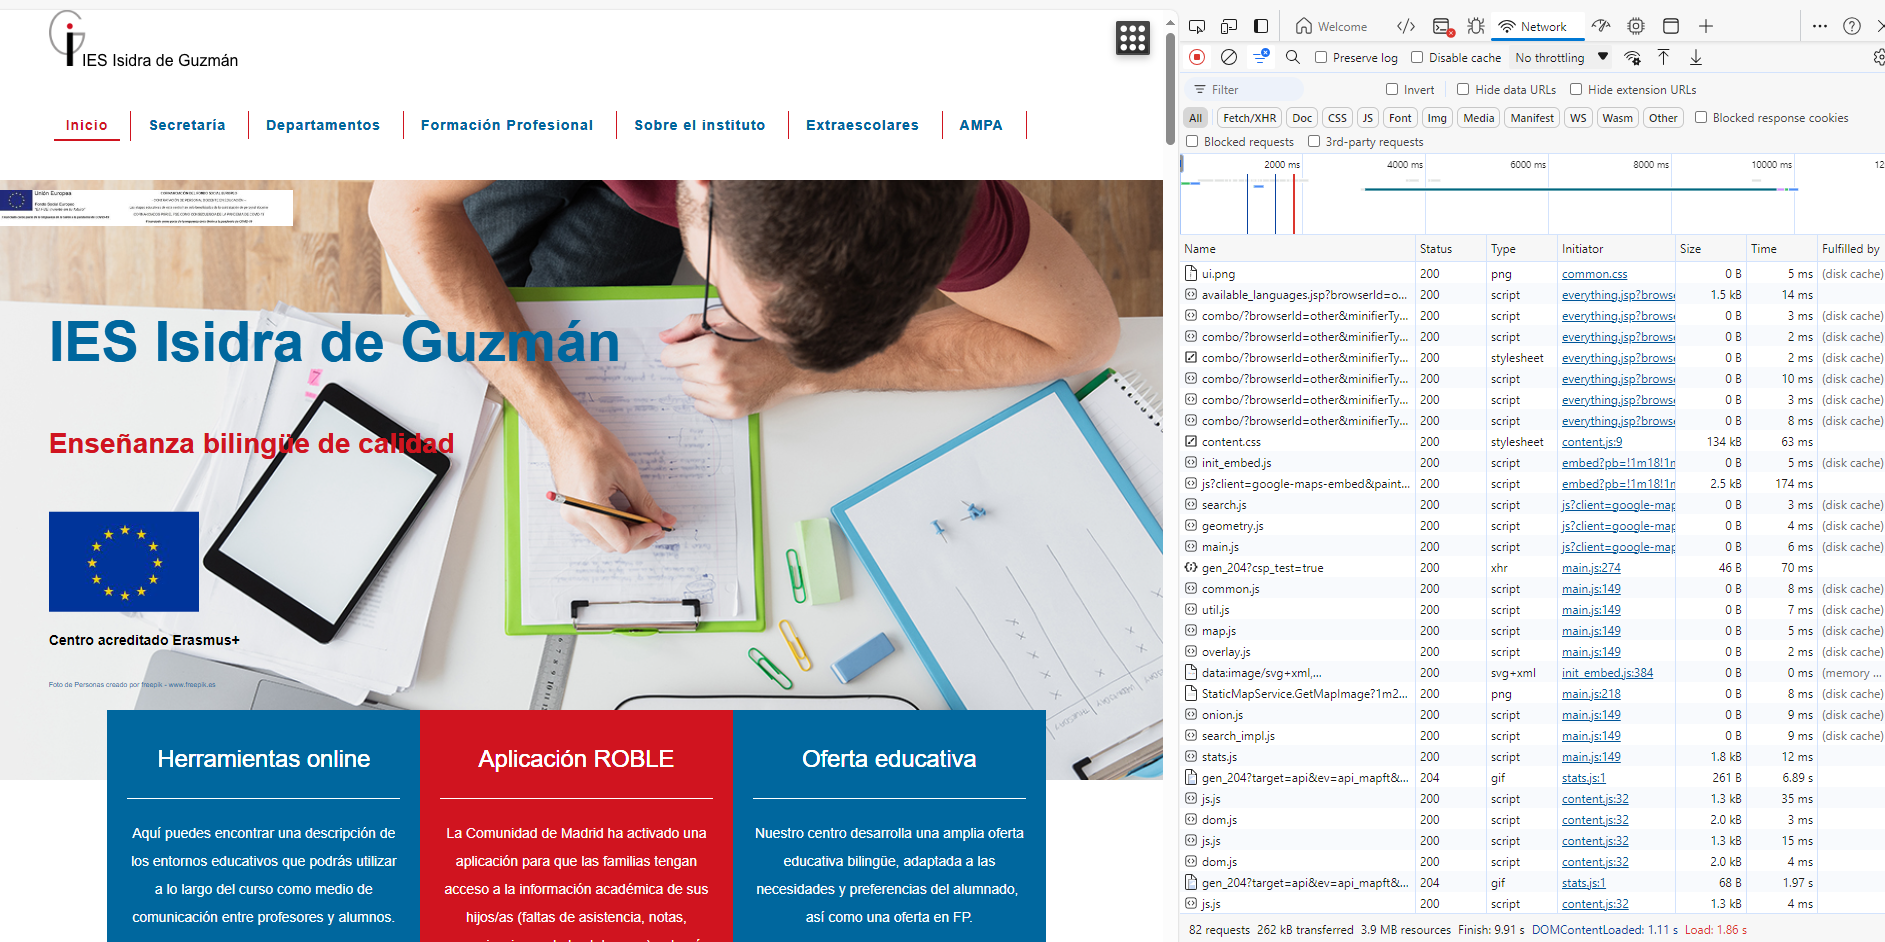 IES Isidra de Guzmán
Inicio
Secretaría
Departamentos
Formación Profesional
Sobre el instituto
Extraescolares
AMPA
Unión Europea
Fondo Social Europeo
IES Isidra de Guzmán
Enseñanza bilingüe de calidad
Centro acreditado Erasmus+
Foto de Personas creado por freepik - www.freepik.es
Herramientas online
Aquí puedes encontrar una descripción de
los entornos educativos que podrás utilizar
a lo largo del curso como medio de
comunicación entre profesores y alumnos.
Aplicación ROBLE
La Comunidad de Madrid ha activado una
aplicación para que las familias tengan
acceso a la información académica de sus
hijos/as (faltas de asistencia, notas,
Oferta educativa
Nuestro centro desarrolla una amplia oferta
educativa bilingüe, adaptada a las
necesidades y preferencias del alumnado,
así como una oferta en FP.
Welcome
Network
Preserve log
Disable cache
No throttling
Filter
Invert
Hide data URLs
Hide extension URLs
All Fetch/XHR Doc CSS JS Font Img Media Manifest WS Wasm Other Blocked response cookies
Blocked requests
3rd-party requests
2000 ms 4000 ms 6000 ms 8000 ms 10000 ms 12
Name Status Type Initiator Size Time Fulfilled by
ui.png 200 png common.css 0 B 5 ms (disk cache)
available_languages.jsp?browserId=o... 200 script everything.jsp?browse 1.5 kB 14 ms
combo/?browserId=other&minifierTy... 200 script everything.jsp?browse 0 B 3 ms (disk cache)
combo/?browserId=other&minifierTy... 200 script everything.jsp?browse 0 B 2 ms (disk cache)
combo/?browserId=other&minifierTy... 200 stylesheet everything.jsp?browse 0 B 2 ms (disk cache)
combo/?browserId=other&minifierTy... 200 script everything.jsp?browse 0 B 10 ms (disk cache)
combo/?browserId=other&minifierTy... 200 script everything.jsp?browse 0 B 3 ms (disk cache)
combo/?browserId=other&minifierTy... 200 script everything.jsp?browse 0 B 8 ms (disk cache)
content.css 200 stylesheet content.js:9 134 kB 63 ms
init_embed.js 200 script embed?pb=!1m18!1m 0 B 5 ms (disk cache)
js?client=google-maps-embed&paint... 200 script embed?pb=!1m18!1m 2.5 kB 174 ms
search.js 200 script js?client=google-map 0 B 3 ms (disk cache)
geometry.js 200 script js?client=google-map 0 B 4 ms (disk cache)
main.js 200 script js?client=google-map 0 B 6 ms (disk cache)
gen_204?csp_test=true 200 xhr main.js:274 46 B 70 ms
common.js 200 script main.js:149 0 B 8 ms (disk cache)
util.js 200 script main.js:149 0 B 7 ms (disk cache)
map.js 200 script main.js:149 0 B 5 ms (disk cache)
overlay.js 200 script main.js:149 0 B 2 ms (disk cache)
data:image/svg+xml,... 200 svg+xml init_embed.js:384 0 B 0 ms (memory ...
StaticMapService.GetMapImage?1m2... 200 png main.js:218 0 B 8 ms (disk cache)
onion.js 200 script main.js:149 0 B 9 ms (disk cache)
search_impl.js 200 script main.js:149 0 B 9 ms (disk cache)
stats.js 200 script main.js:149 1.8 kB 12 ms
gen_204?target=api&ev=api_mapft&... 204 gif stats.js:1 261 B 6.89 s
js.js 200 script content.js:32 1.3 kB 35 ms
dom.js 200 script content.js:32 2.0 kB 3 ms
js.js 200 script content.js:32 1.3 kB 15 ms
dom.js 200 script content.js:32 2.0 kB 4 ms
gen_204?target=api&ev=api_mapft&... 204 gif stats.js:1 68 B 1.97 s
js.js 200 script content.js:32 1.3 kB 4 ms
82 requests 262 kB transferred 3.9 MB resources Finish: 9.91 s DOMContentLoaded: 1.11 s Load: 1.86 s